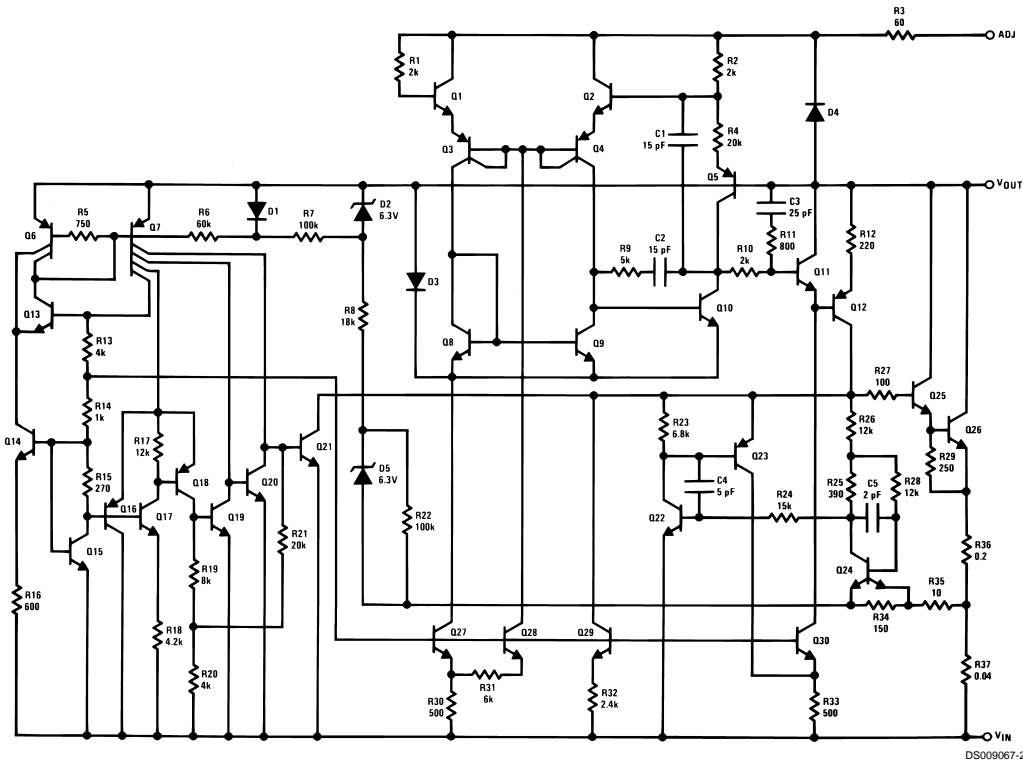 R3
60
ADJ
R1
2k
R2
2k
Q1
Q2
C1
15 pF
R4
20k
D4
Q3
Q4
Q5
VOUT
R5
750
Q6
Q7
R6
60k
D1
R7
100k
D2
6.3V
C3
25 pF
R12
220
R9
5k
C2
15 pF
R10
2k
R11
800
Q11
D3
Q10
Q12
Q13
R13
4k
R8
18k
Q8
Q9
R27
100
Q25
R14
1k
Q14
R17
12k
Q21
R23
6.8k
R26
12k
Q26
R15
270
Q18
Q20
D5
6.3V
Q23
R29
250
C4
5 pF
R25
390
C5
2 pF
R28
12k
Q16
Q17
Q19
R22
100k
Q22
R24
15k
Q15
R21
20k
R36
0.2
R19
8k
Q24
R35
10
R16
600
R34
150
R18
4.2k
Q27
Q28
Q29
Q30
R20
4k
R31
6k
R37
0.04
R30
500
R32
2.4k
R33
500
VIN
DS009067-2